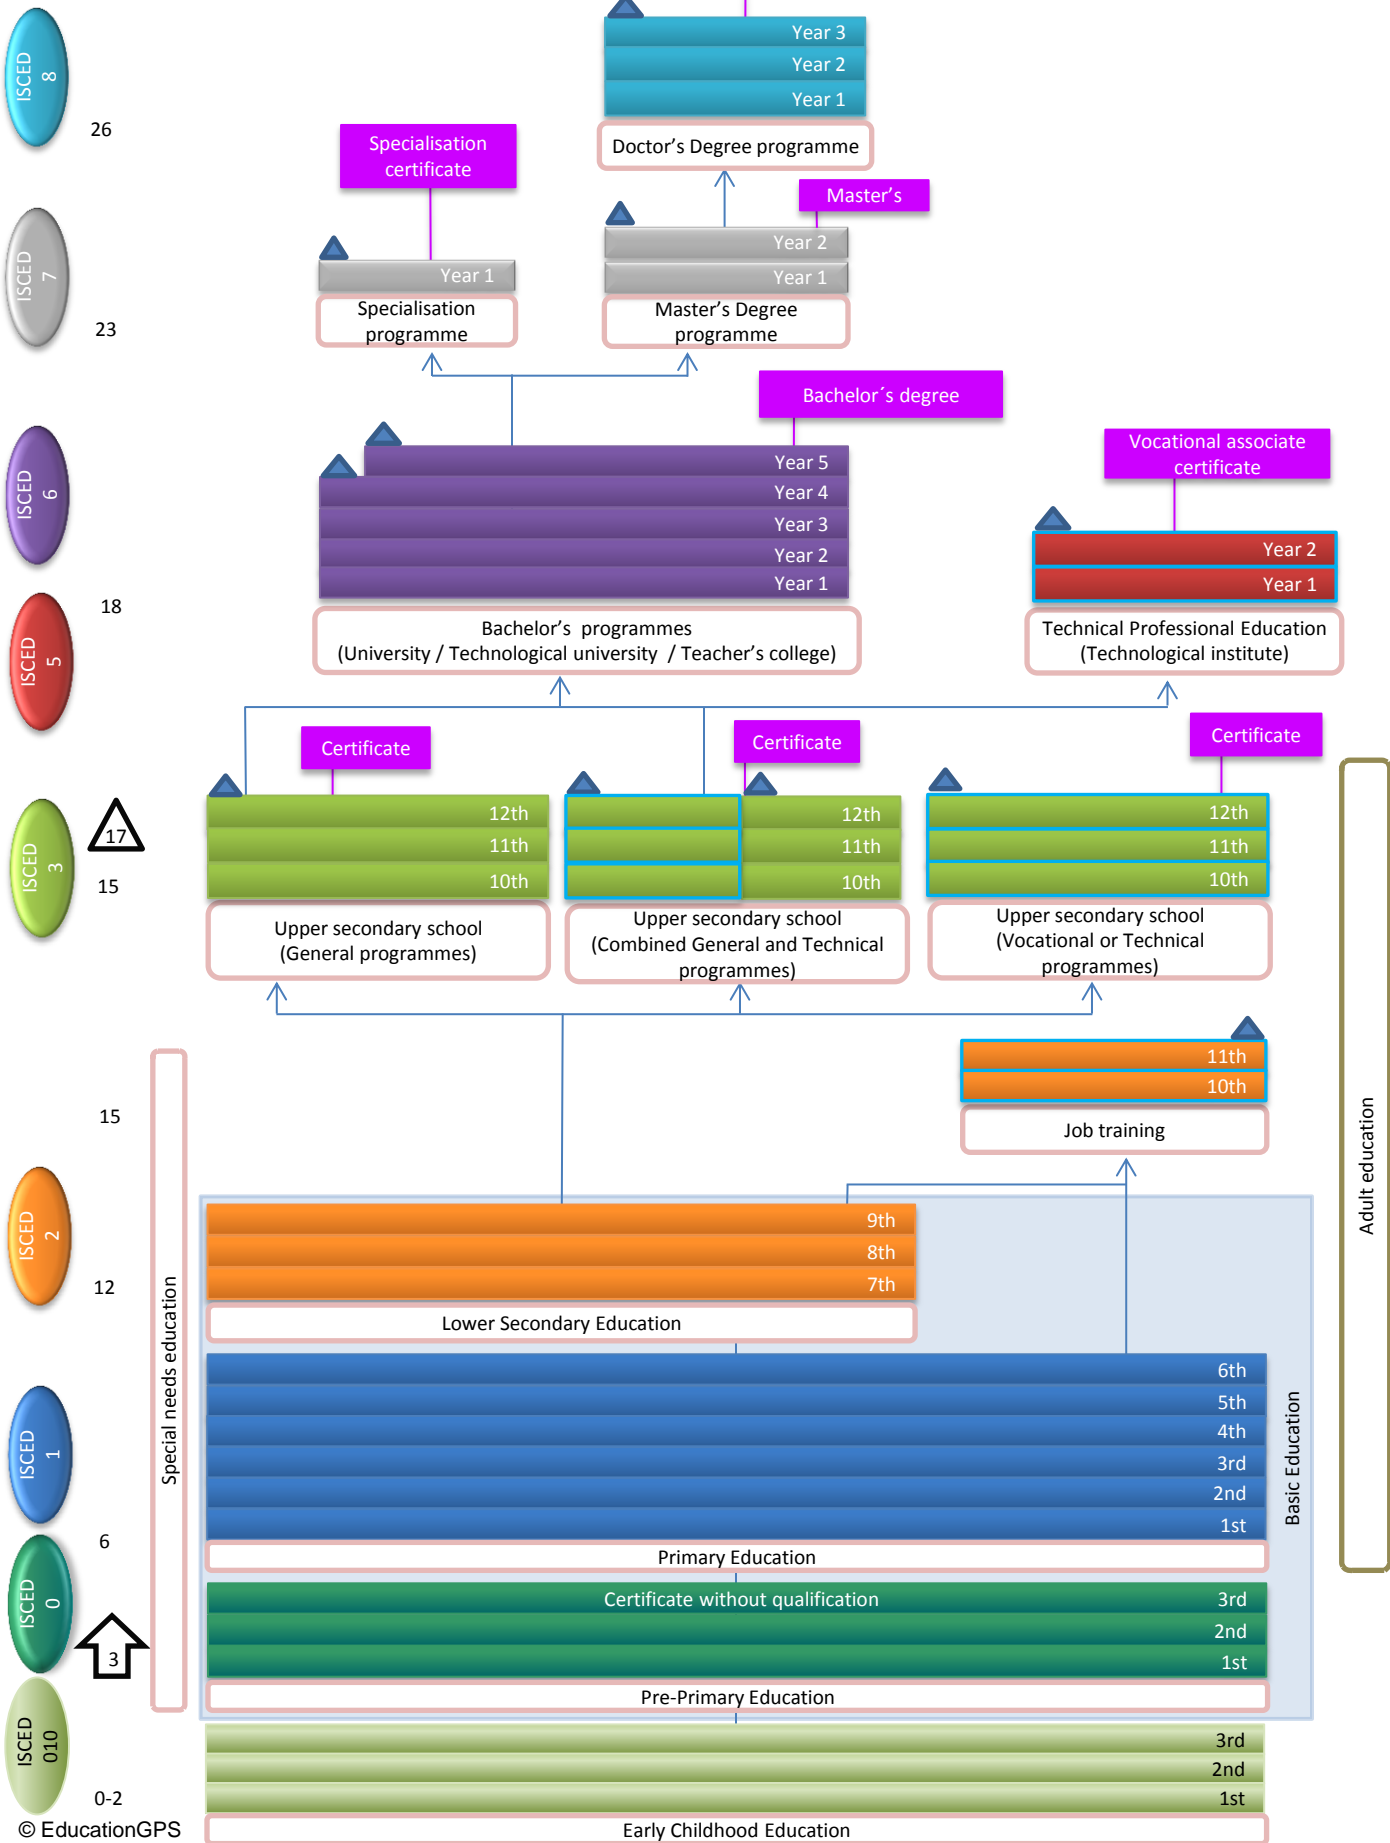 ISCED
8
Year 3
Year 2
Year 1
26
Doctor's Degree programme
Specialisation
certificate
Master's
ISCED
7
Year 2
Year 1
Year 1
Specialisation
programme
Master's Degree
programme
23
Bachelor´s degree
Vocational associate
certificate
ISCED
6
Year 5
Year 4
Year 3
Year 2
Year 1
Year 2
Year 1
18
ISCED
5
Bachelor's programmes
(University / Technological university / Teacher's college)
Technical Professional Education
(Technological institute)
Certificate
Certificate
Certificate
ISCED
3
17
15
12th
11th
10th
12th
11th
10th
12th
11th
10th
Upper secondary school
(General programmes)
Upper secondary school
(Combined General and Technical
programmes)
Upper secondary school
(Vocational or Technical
programmes)
11th
10th
15
Job training
Adult education
ISCED
2
9th
8th
7th
12
Lower Secondary Education
Special needs education
ISCED
1
6th
5th
4th
3rd
2nd
1st
Basic Education
6
Primary Education
ISCED
0
Certificate without qualification
3rd
2nd
1st
3
Pre-Primary Education
ISCED
010
3rd
2nd
1st
0-2
© EducationGPS
Early Childhood Education